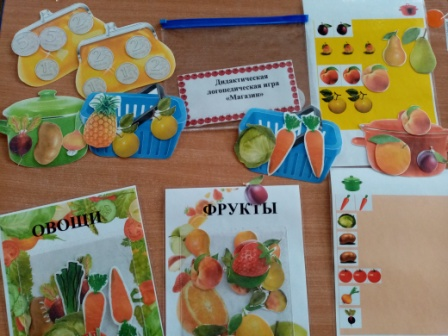 Дидактическая
логопедическая игра
«Магазин»
ОВОЩИ
ФРУКТЫ